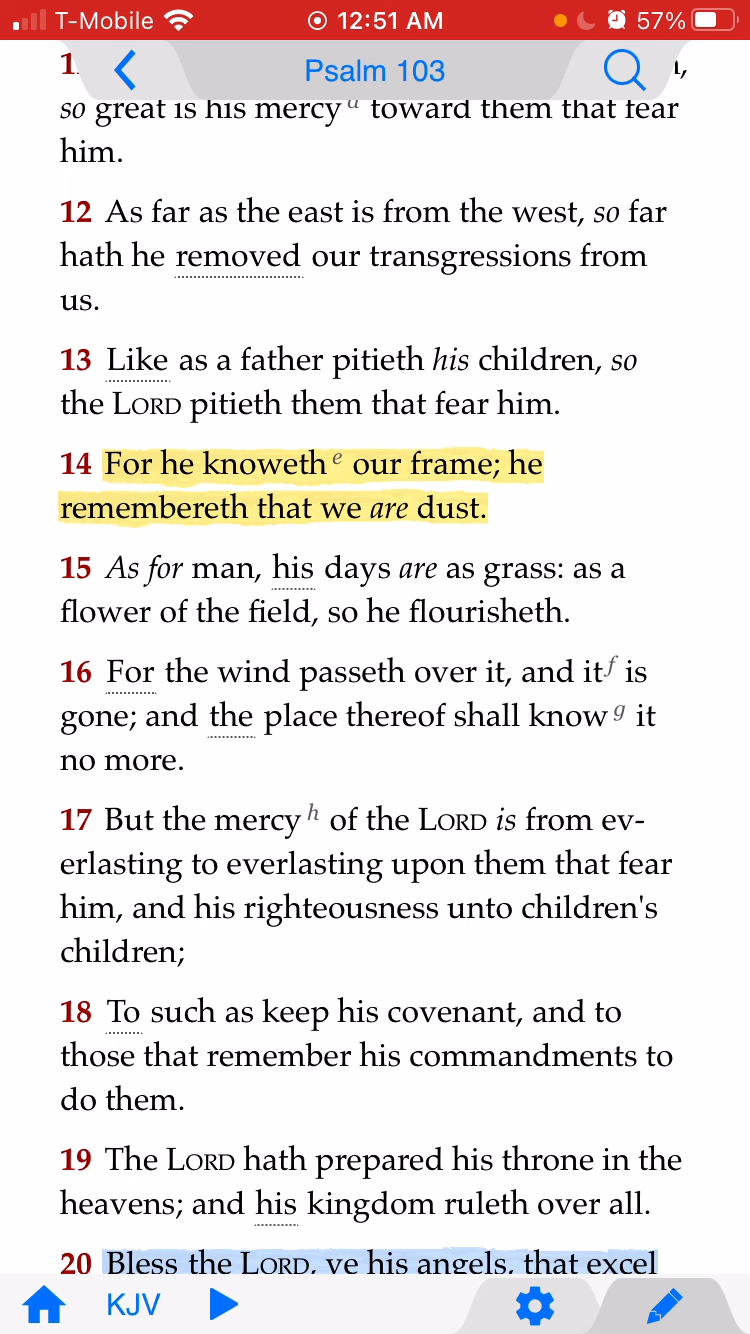 T-Mobile 12:51 AM 57%
Psalm 103
so great is his mercy d toward them that fear
him.
12 As far as the east is from the west, so far
hath he removed our transgressions from
us.
13 Like as a father pitieth his children, so
the LORD pitieth them that fear him.
14 For he knoweth e our frame; he
remembereth that we are dust.
15 As for man, his days are as grass: as a
flower of the field, so he flourisheth.
16 For the wind passeth over it, and it f is
gone; and the place thereof shall know g it
no more.
17 But the mercy h of the LORD is from ev-
erlasting to everlasting upon them that fear
him, and his righteousness unto children's
children;
18 To such as keep his covenant, and to
those that remember his commandments to
do them.
19 The LORD hath prepared his throne in the
heavens; and his kingdom ruleth over all.
20 Bless the LORD, ye his angels, that excel
KJV